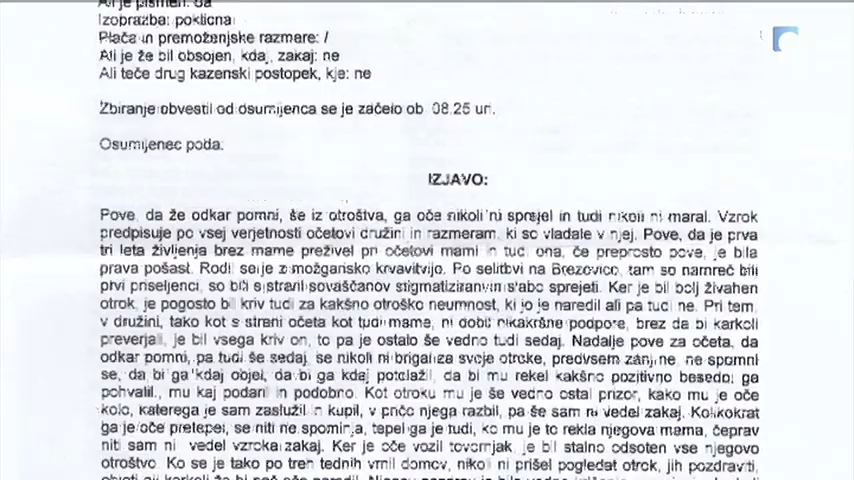 Ali je pismen: da
Izobrazba: poklicna
Plača in premoženjske razmere: /
Ali je že bil obsojen, kdaj, zakaj: ne
Ali teče drug kazenski postopek, kje: ne
Zbiranje obvestil od osumljenca se je začelo ob 08.25 uri.
Osumljenec poda:
IZJAVO:
Pove, da že odkar pomni, še iz otroštva, ga oče nikoli ni sprejel in tudi nikoli ni maral. Vzrok
predpisuje po vsej verjetnosti očetovi družini in razmeram, ki so vladale v njej. Pove, da je prva
tri leta življenja brez mame preživel pri očetovi mami in tudi ona, če preprosto pove, je bila
prava pošast. Rodil se je z možgansko krvavitvijo. Po selitbvi na Brezovico, tam so namreč bili
prvi priseljenci, so bili s strani sovaščanov stigmatizirani in slabo sprejeti. Ker je bil bolj živahen
otrok, je pogosto bil kriv tudi za kakšno otroško neumnost, ki jo je naredil ali pa tudi ne. Pri tem,
v družini, tako kot s strani očeta kot tudi mame, ni dobil nikakršne podpore, brez da bi karkoli
preverjali, je bil vsega kriv on, to pa je ostalo še vedno tudi sedaj. Nadalje pove za očeta, da
odkar pomni, pa tudi še sedaj, se nikoli ni brigal za svoje otroke, predvsem zanj ne, ne spomni
se, da bi ga kdaj objel, da bi ga kdaj potolažil, da bi mu rekel kakšno pozitivno besedo, ga
pohvalil, mu kaj podaril in podobno. Kot otroku mu je še vedno ostal prizor, kako mu je oče
kolo, katerega je sam zaslužil in kupil, v pričo njega razbil, pa še sam ni vedel zakaj. Kolikokrat
ga je oče pretepel, se niti ne spominja, tepel ga je tudi, ko mu je to rekla njegova mama, čeprav
niti sam ni vedel vzroka zakaj. Ker je oče vozil tovornjak, je bil stalno odsoten vse njegovo
otroštvo. Ko se je tako po treh tednih vrnil domov, nikoli ni prišel pogledat otrok, jih pozdraviti,